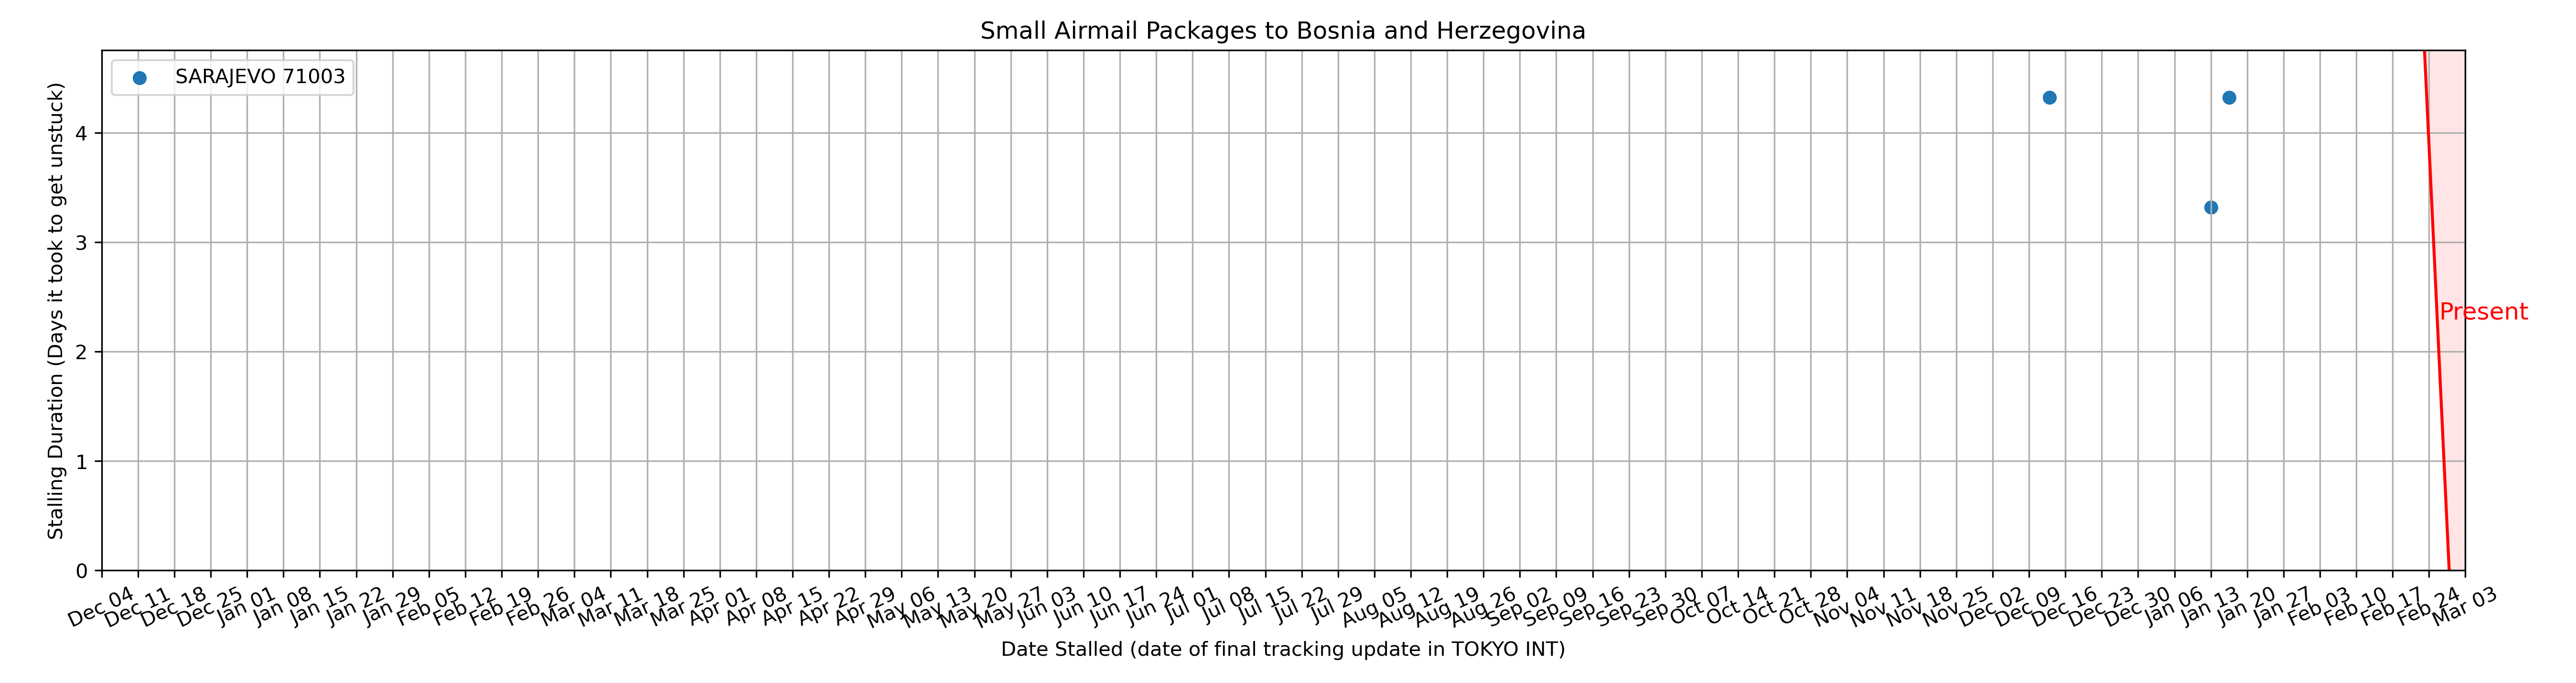 Small Airmail Packages to Bosnia and Herzegovina
SARAJEVO 71003
Stalling Duration (Days it took to get unstuck)
4
3
2
1
0
Present
Dec 04 Dec 11 Dec 18 Dec 25 Jan 01 Jan 08 Jan 15 Jan 22 Jan 29 Feb 05 Feb 12 Feb 19 Feb 26 Mar 04 Mar 11 Mar 18 Mar 25 Apr 01 Apr 08 Apr 15 Apr 22 Apr 29 May 06 May 13 May 20 May 27 Jun 03 Jun 10 Jun 17 Jun 24 Jul 01 Jul 08 Jul 15 Jul 22 Jul 29 Aug 05 Aug 12 Aug 19 Aug 26 Sep 02 Sep 09 Sep 16 Sep 23 Sep 30 Oct 07 Oct 14 Oct 21 Oct 28 Nov 04 Nov 11 Nov 18 Nov 25 Dec 02 Dec 09 Dec 16 Dec 23 Dec 30 Jan 06 Jan 13 Jan 20 Jan 27 Feb 03 Feb 10 Feb 17 Feb 24 Mar 03
Date Stalled (date of final tracking update in TOKYO INT)